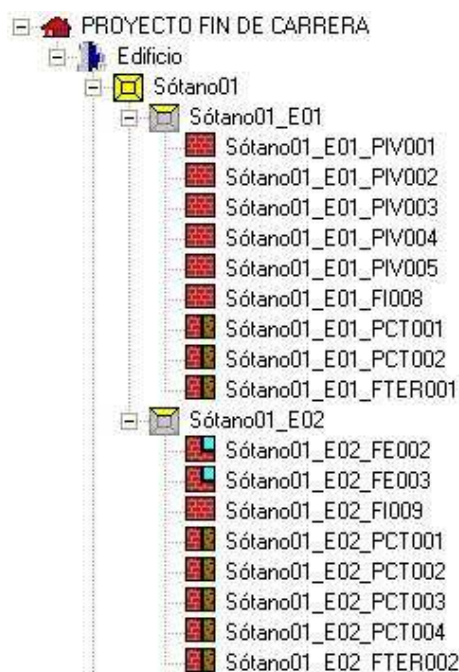 PROYECTO FIN DE CARRERA
Edificio
Sótano01
Sótano01_E01
Sótano01_E01_PIV001
Sótano01_E01_PIV002
Sótano01_E01_PIV003
Sótano01_E01_PIV004
Sótano01_E01_PIV005
Sótano01_E01_FI008
Sótano01_E01_PCT001
Sótano01_E01_PCT002
Sótano01_E01_FTER001
Sótano01_E02
Sótano01_E02_FE002
Sótano01_E02_FE003
Sótano01_E02_FI009
Sótano01_E02_PCT001
Sótano01_E02_PCT002
Sótano01_E02_PCT003
Sótano01_E02_PCT004
Sótano01_E02_FTER002